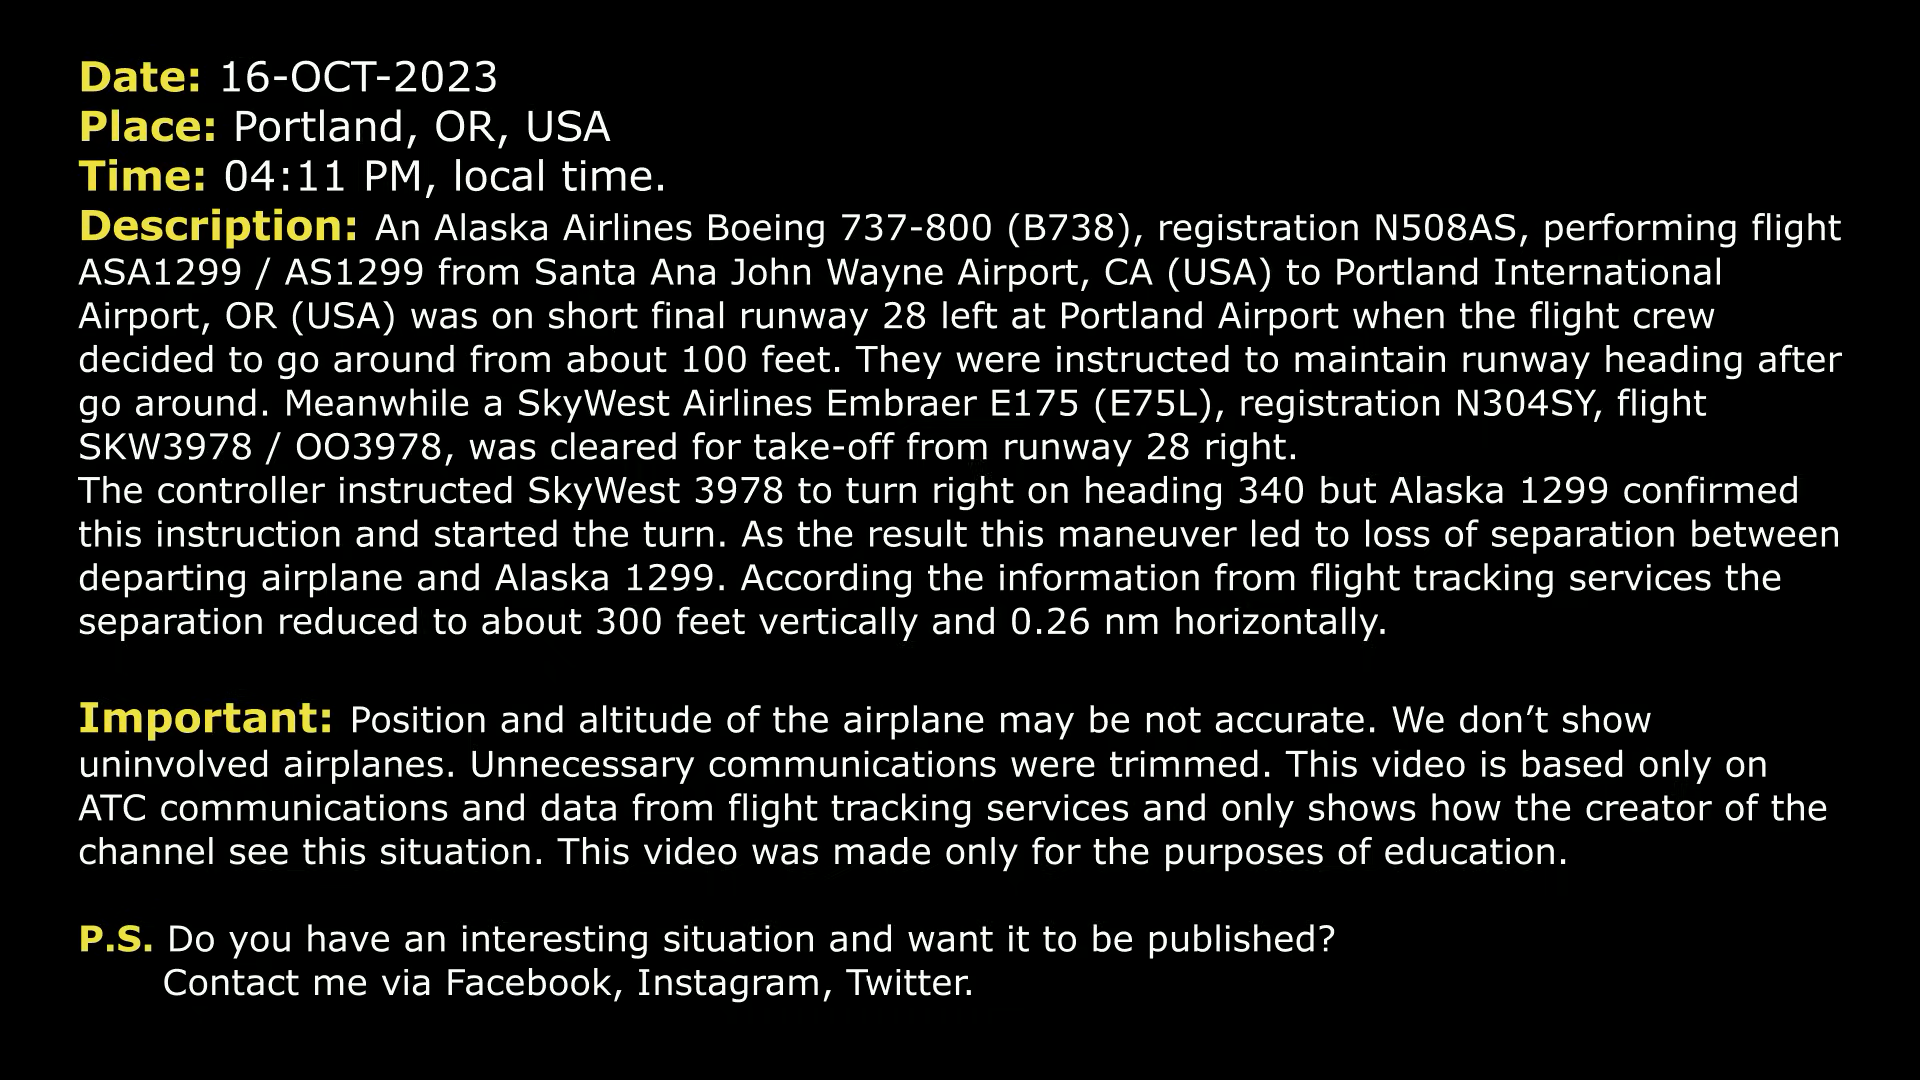 Date: 16-OCT-2023
Place: Portland, OR, USA
Time: 04:11 PM, local time.
Description: An Alaska Airlines Boeing 737-800 (B738), registration N508AS, performing flight
ASA1299 / AS1299 from Santa Ana John Wayne Airport, CA (USA) to Portland International
Airport, OR (USA) was on short final runway 28 left at Portland Airport when the flight crew
decided to go around from about 100 feet. They were instructed to maintain runway heading after
go around. Meanwhile a SkyWest Airlines Embraer E175 (E75L), registration N304SY, flight
SKW3978 / OO3978, was cleared for take-off from runway 28 right.
The controller instructed SkyWest 3978 to turn right on heading 340 but Alaska 1299 confirmed
this instruction and started the turn. As the result this maneuver led to loss of separation between
departing airplane and Alaska 1299. According the information from flight tracking services the
separation reduced to about 300 feet vertically and 0.26 nm horizontally.
Important: Position and altitude of the airplane may be not accurate. We don’t show
uninvolved airplanes. Unnecessary communications were trimmed. This video is based only on
ATC communications and data from flight tracking services and only shows how the creator of the
channel see this situation. This video was made only for the purposes of education.
P.S. Do you have an interesting situation and want it to be published?
Contact me via Facebook, Instagram, Twitter.